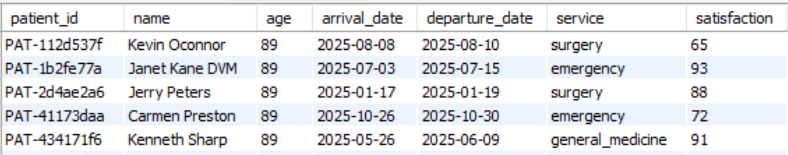 patient_id name age arrival_date departure_date service satisfaction
PAT-112d537f Kevin Oconnor 89 2025-08-08 2025-08-10 surgery 65
PAT-1b2fe77a Janet Kane DVM 89 2025-07-03 2025-07-15 emergency 93
PAT-2d4ae2a6 Jerry Peters 89 2025-01-17 2025-01-19 surgery 88
PAT-41173daa Carmen Preston 89 2025-10-26 2025-10-30 emergency 72
PAT-434171f6 Kenneth Sharp 89 2025-05-26 2025-06-09 general_medicine 91